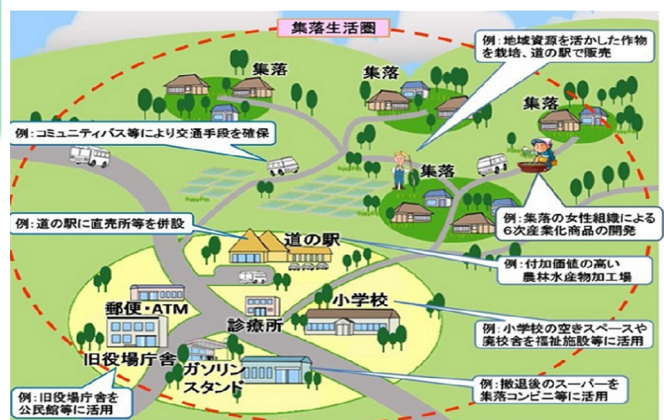 集落生活圏
例：地域資源を活かした作物
を栽培、道の駅で販売
集落
集落
集落
例：コミュニティバス等により交通手段を確保
集落
例：集落の女性組織による
6次産業化商品の開発
例：道の駅に直売所等を併設
道の駅
例：付加価値の高い
農林水産物加工場
郵便・ATM
診療所
小学校
例：小学校の空きスペースや
廃校舎を福祉施設等に活用
旧役場庁舎
ガソリン
スタンド
例：旧役場庁舎を
公民館等に活用
例：撤退後のスーパーを
集落コンビニ等に活用